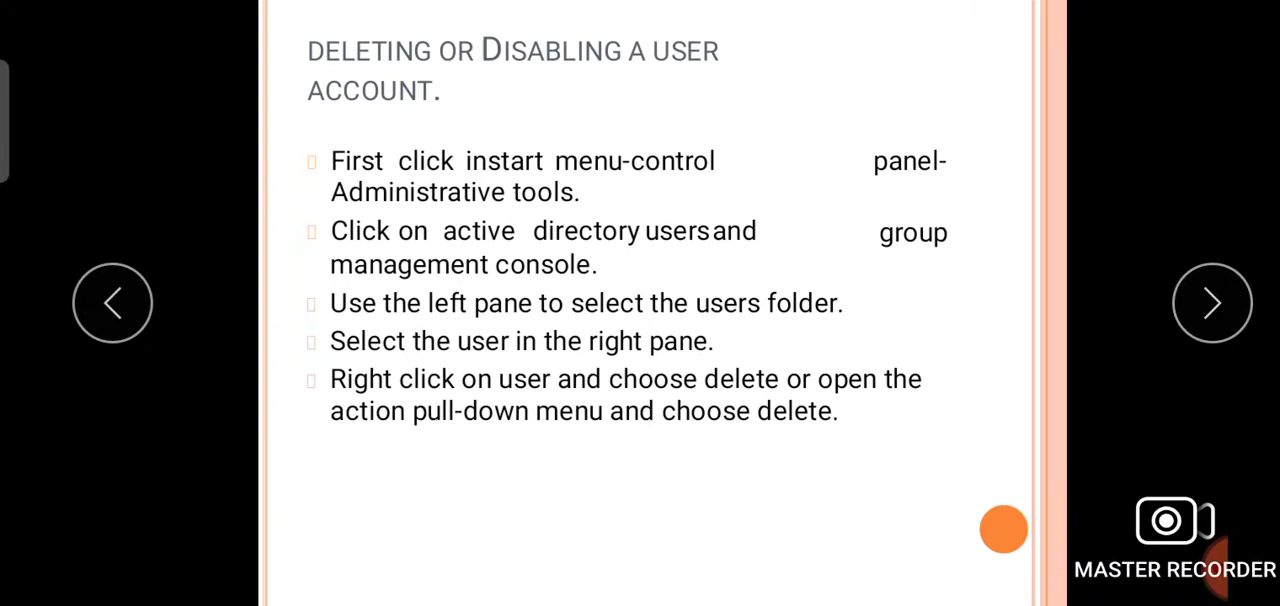 DELETING OR DISABLING A USER
ACCOUNT.
First click instart menu-control panel-
Administrative tools.
Click on active directory users and group
management console.
Use the left pane to select the users folder.
Select the user in the right pane.
Right click on user and choose delete or open the
action pull-down menu and choose delete.
MASTER RECORDER